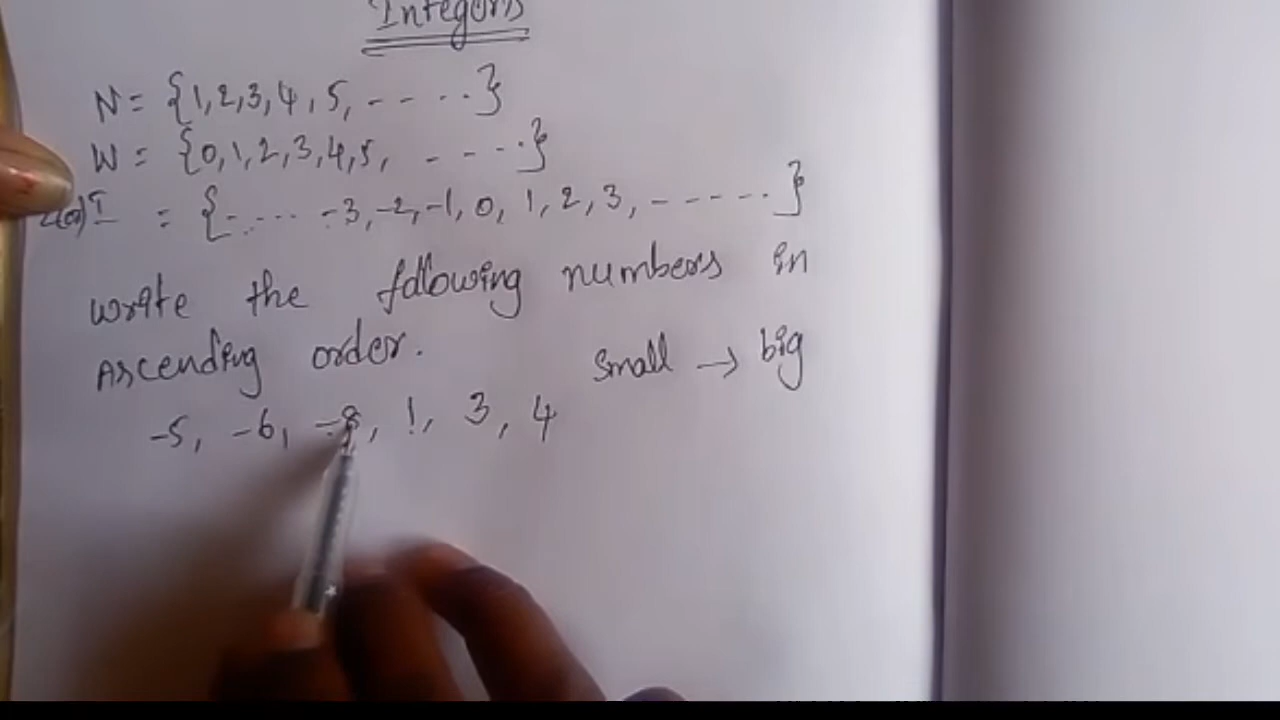 Integers
N = {1, 2, 3, 4, 5, - - - - .}
W = {0, 1, 2, 3, 4, 5, - - - - .}
Z(or) I = {- .... -3, -2, -1, 0, 1, 2, 3, - - - - - . .}
Write the following numbers in
Ascending order. Small → big
-5, -6, -8, 1, 3, 4